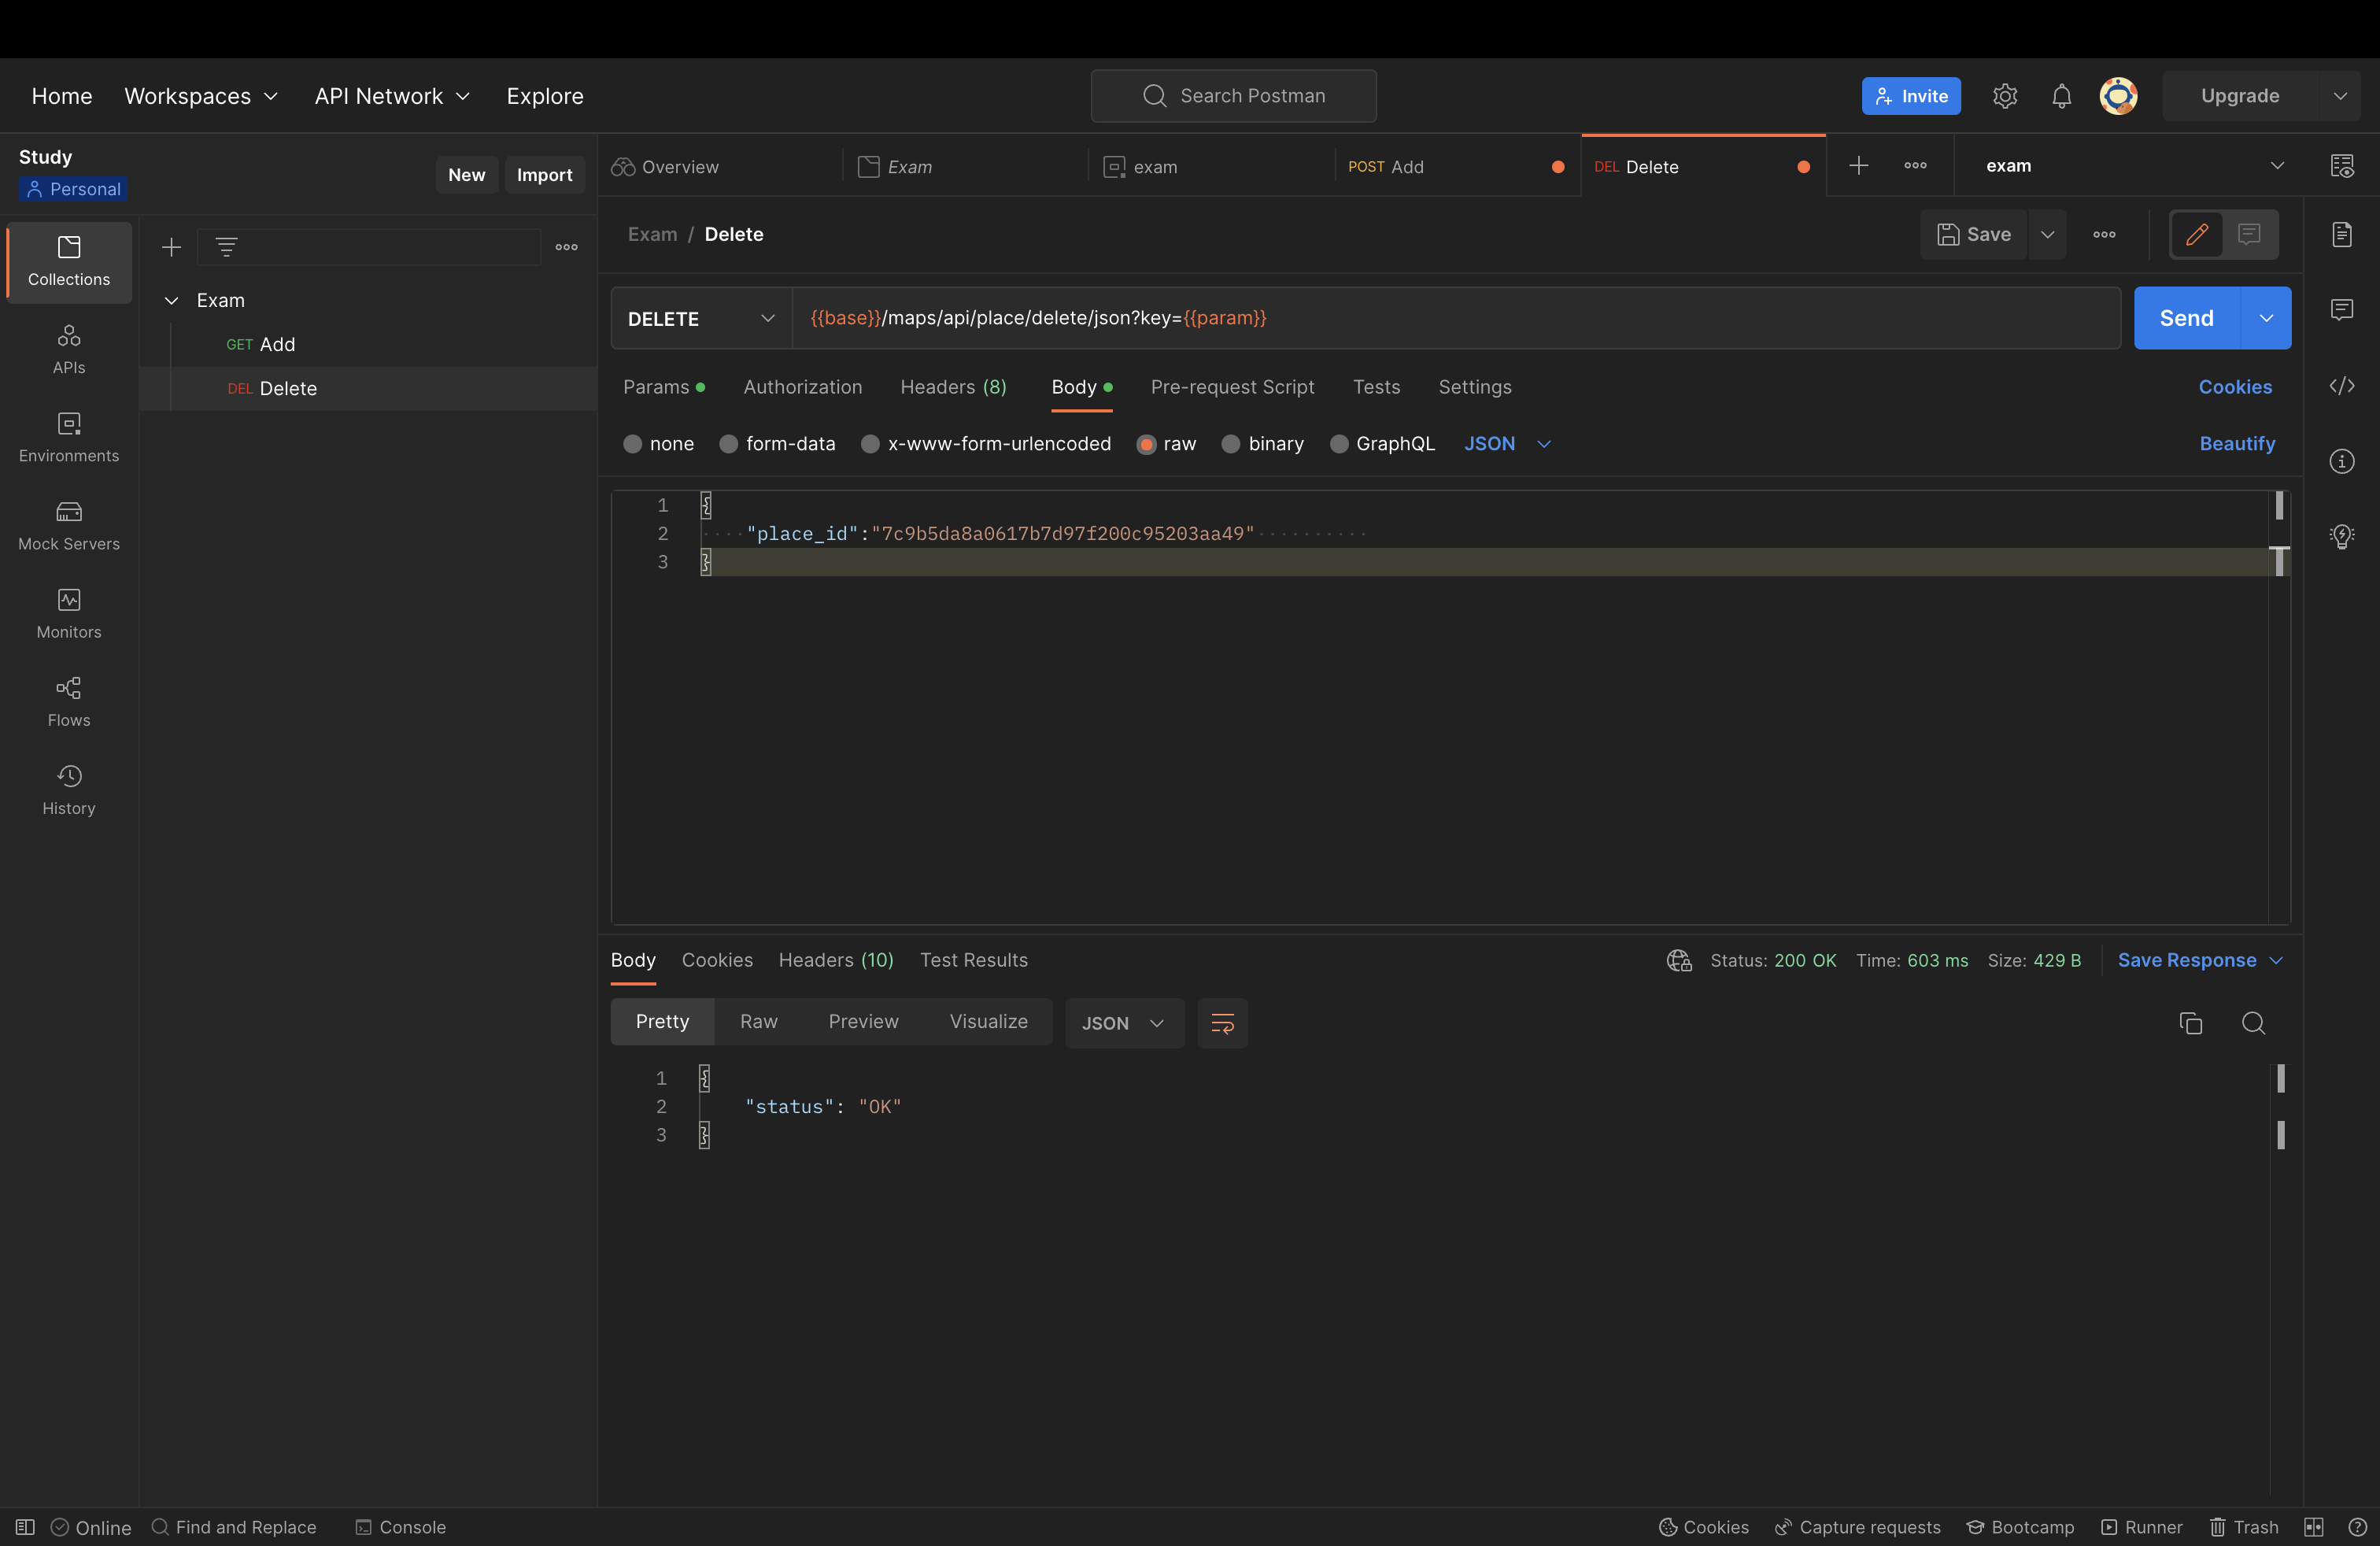 Home Workspaces API Network Explore Search Postman Invite Upgrade
Study
Personal
New Import
Overview Exam exam POST Add DEL Delete exam
Collections
APIs
Environments
Mock Servers
Monitors
Flows
History
Exam
GET Add
DEL Delete
Exam / Delete Save
DELETE {{base}}/maps/api/place/delete/json?key={{param}} Send
Params Authorization Headers (8) Body Pre-request Script Tests Settings Cookies
none form-data x-www-form-urlencoded raw binary GraphQL JSON Beautify
1 {
2 "place_id":"7c9b5da8a0617b7d97f200c95203aa49"
3 }
Body Cookies Headers (10) Test Results Status: 200 OK Time: 603 ms Size: 429 B Save Response
Pretty Raw Preview Visualize JSON
1 {
2 "status": "OK"
3 }
Online Find and Replace Console Cookies Capture requests Bootcamp Runner Trash